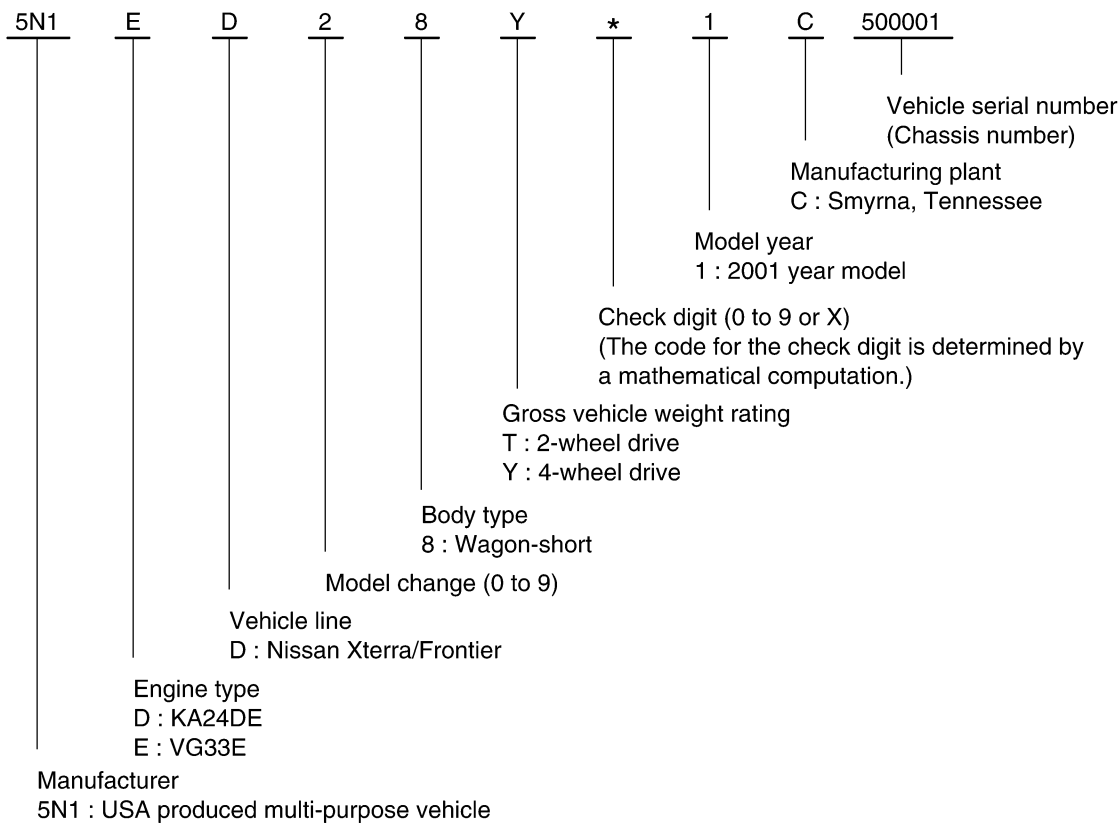 5N1 E D 2 8 Y * 1 C 500001
Vehicle serial number
(Chassis number)
Manufacturing plant
C : Smyrna, Tennessee
Model year
1 : 2001 year model
Check digit (0 to 9 or X)
(The code for the check digit is determined by
a mathematical computation.)
Gross vehicle weight rating
T : 2-wheel drive
Y : 4-wheel drive
Body type
8 : Wagon-short
Model change (0 to 9)
Vehicle line
D : Nissan Xterra/Frontier
Engine type
D : KA24DE
E : VG33E
Manufacturer
5N1 : USA produced multi-purpose vehicle